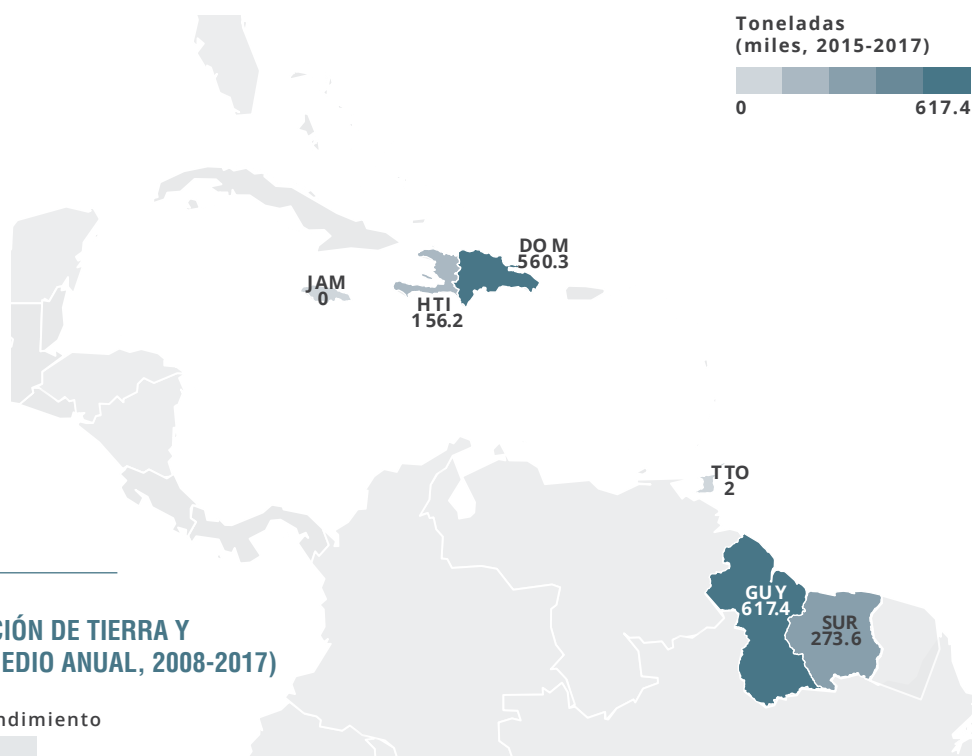 Toneladas
(miles, 2015-2017)
0 617.4
DOM
560.3
JAM
0
HTI
156.2
TTO
2
GUY
617.4
SUR
273.6
CIÓN DE TIERRA Y
EDIO ANUAL, 2008-2017)
ndimiento